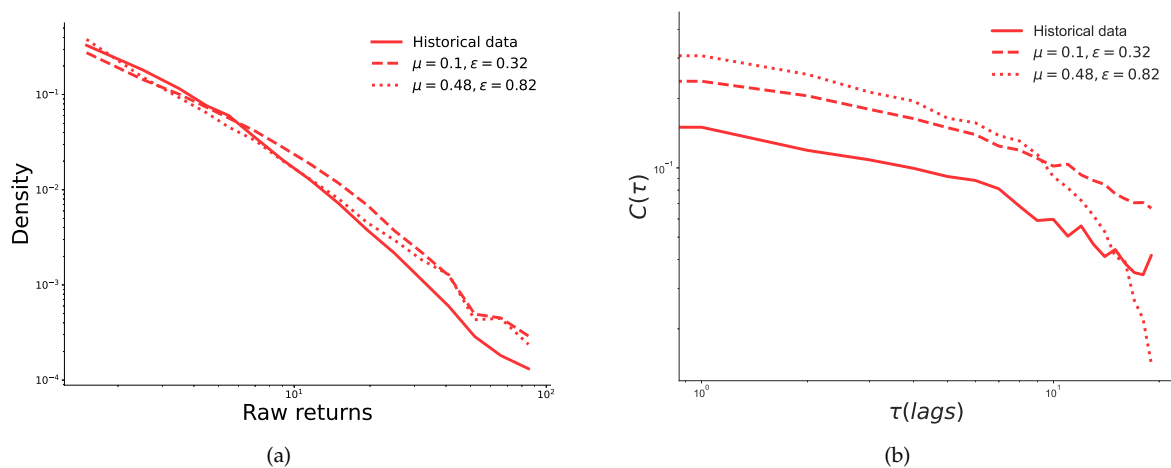 Historical data
μ = 0.1, ε = 0.32
μ = 0.48, ε = 0.82
10⁻¹
10⁻²
10⁻³
10⁻⁴
Density
10¹
10²
Raw returns
(a)
Historical data
μ = 0.1, ε = 0.32
μ = 0.48, ε = 0.82
10⁻¹
C(τ)
10⁰
10¹
τ(lags)
(b)